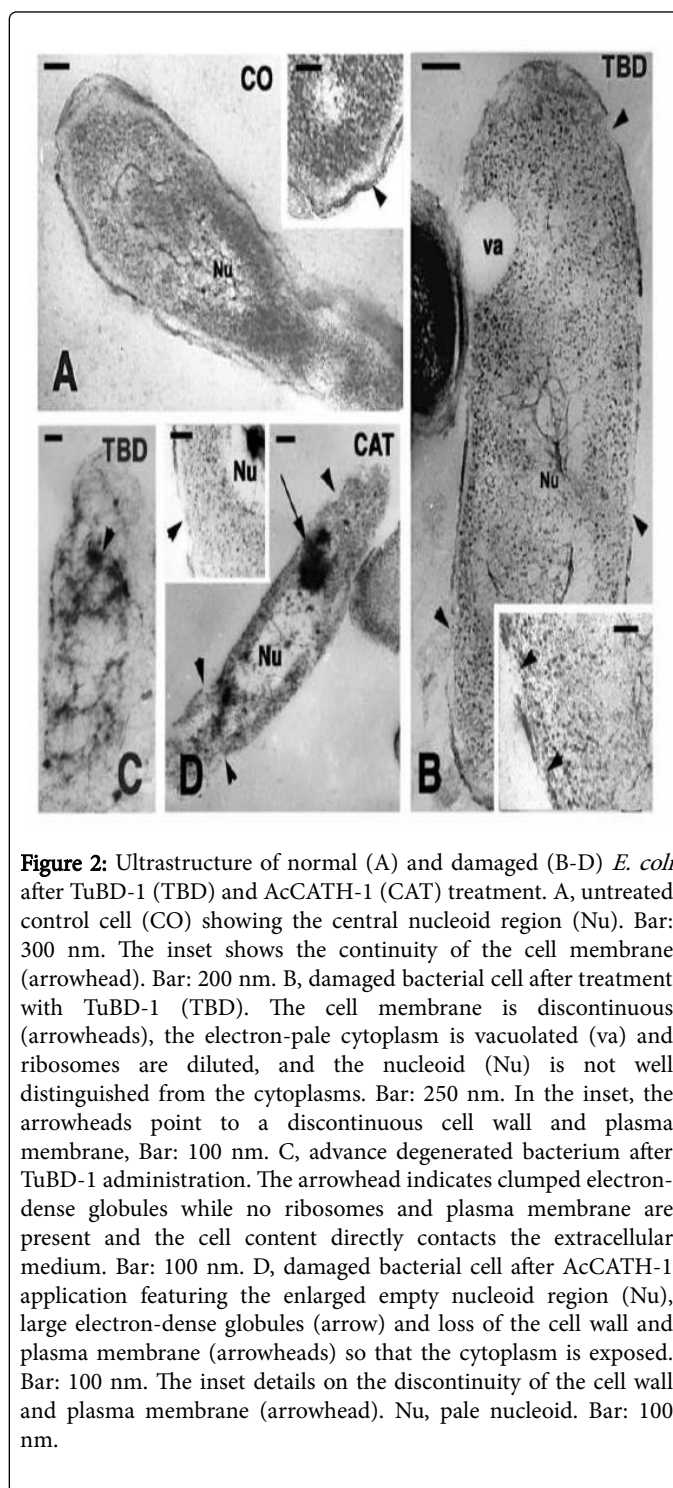 CO
TBD
va
Nu
A
TBD
Nu
CAT
Nu
Nu
C
D
B
Figure 2: Ultrastructure of normal (A) and damaged (B-D) E. coli
after TuBD-1 (TBD) and AcCATH-1 (CAT) treatment. A, untreated
control cell (CO) showing the central nucleoid region (Nu). Bar:
300 nm. The inset shows the continuity of the cell membrane
(arrowhead). Bar: 200 nm. B, damaged bacterial cell after treatment
with TuBD-1 (TBD). The cell membrane is discontinuous
(arrowheads), the electron-pale cytoplasm is vacuolated (va) and
ribosomes are diluted, and the nucleoid (Nu) is not well
distinguished from the cytoplasms. Bar: 250 nm. In the inset, the
arrowheads point to a discontinuous cell wall and plasma
membrane, Bar: 100 nm. C, advance degenerated bacterium after
TuBD-1 administration. The arrowhead indicates clumped electron-
dense globules while no ribosomes and plasma membrane are
present and the cell content directly contacts the extracellular
medium. Bar: 100 nm. D, damaged bacterial cell after AcCATH-1
application featuring the enlarged empty nucleoid region (Nu),
large electron-dense globules (arrow) and loss of the cell wall and
plasma membrane (arrowheads) so that the cytoplasm is exposed.
Bar: 100 nm. The inset details on the discontinuity of the cell wall
and plasma membrane (arrowhead). Nu, pale nucleoid. Bar: 100
nm.